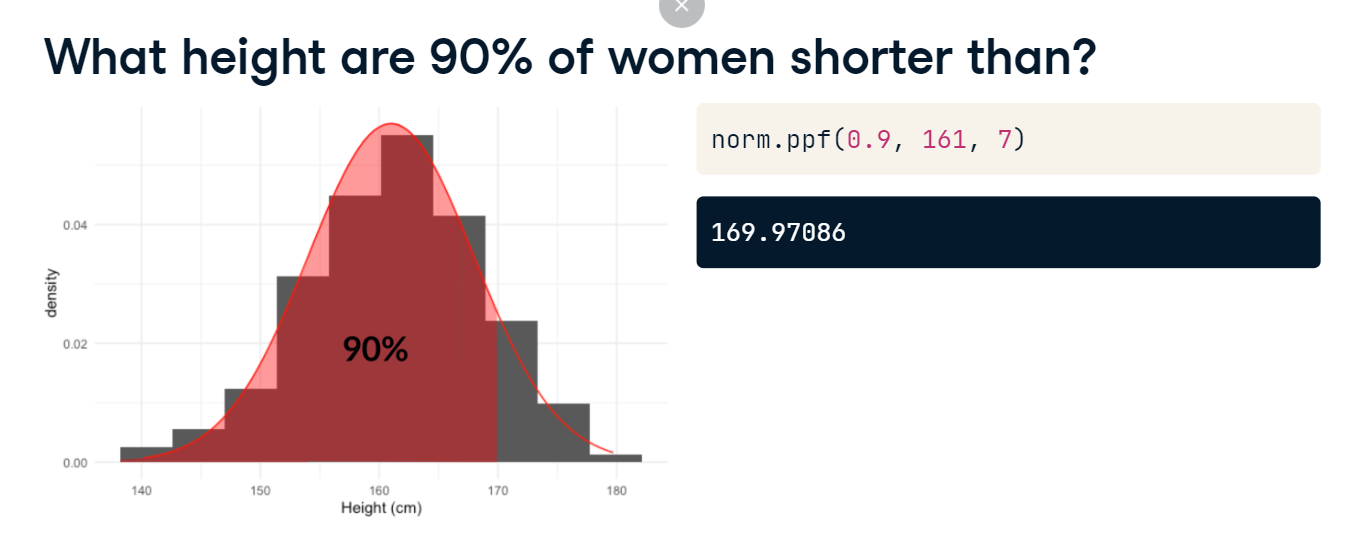 What height are 90% of women shorter than?
norm.ppf(0.9, 161, 7)
169.97086
0.04
density
0.02
90%
0.00
140 150 160 170 180
Height (cm)